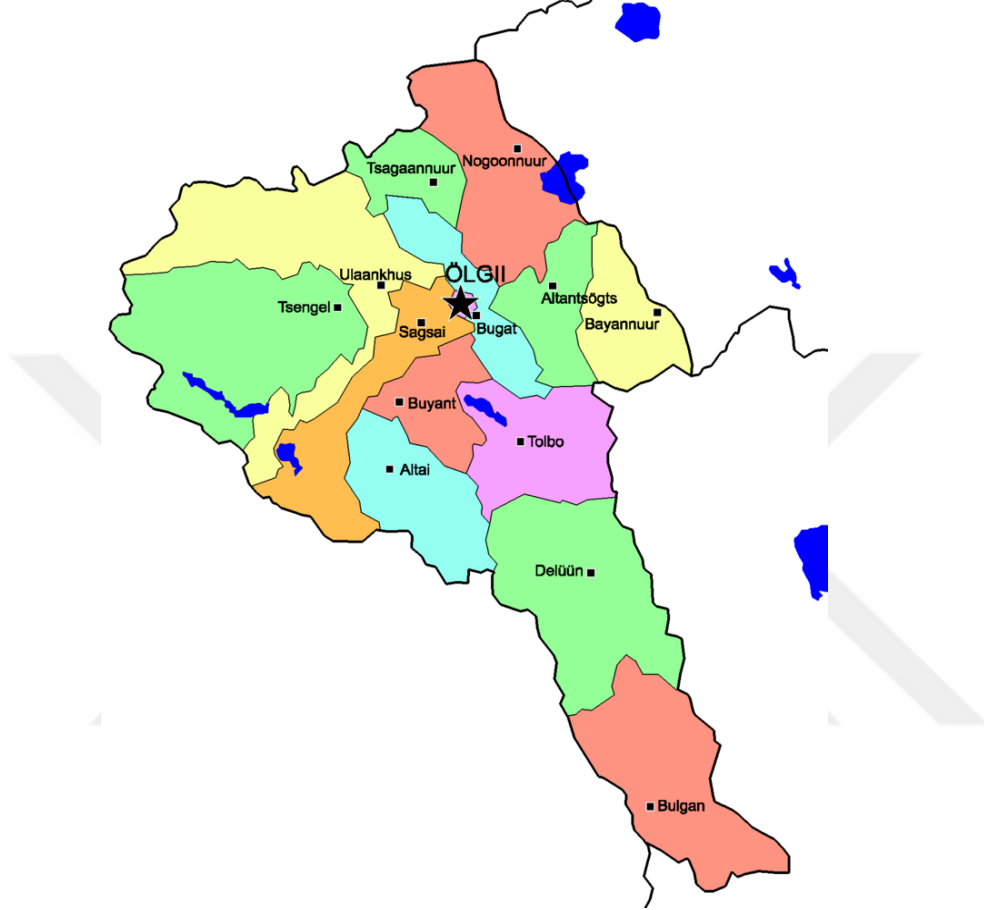 Nogoonnuur
Tsagaannuur
ÖLGII
Ulaankhus
Altantsögts
Tsengel
Bayannuur
Sagsai
Bugat
Buyant
Tolbo
Altai
Delüün
Bulgan